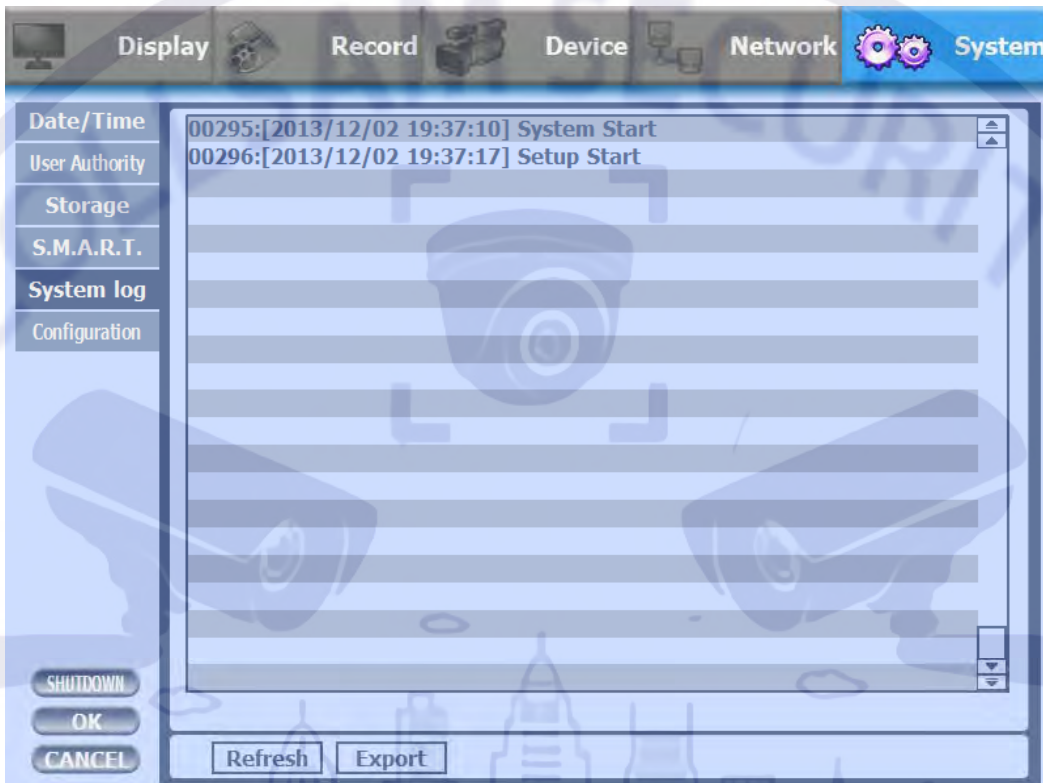 Display Record Device Network System
Date/Time
User Authority
Storage
S.M.A.R.T.
System log
Configuration
00295:[2013/12/02 19:37:10] System Start
00296:[2013/12/02 19:37:17] Setup Start
SHUTDOWN
OK
CANCEL
Refresh Export